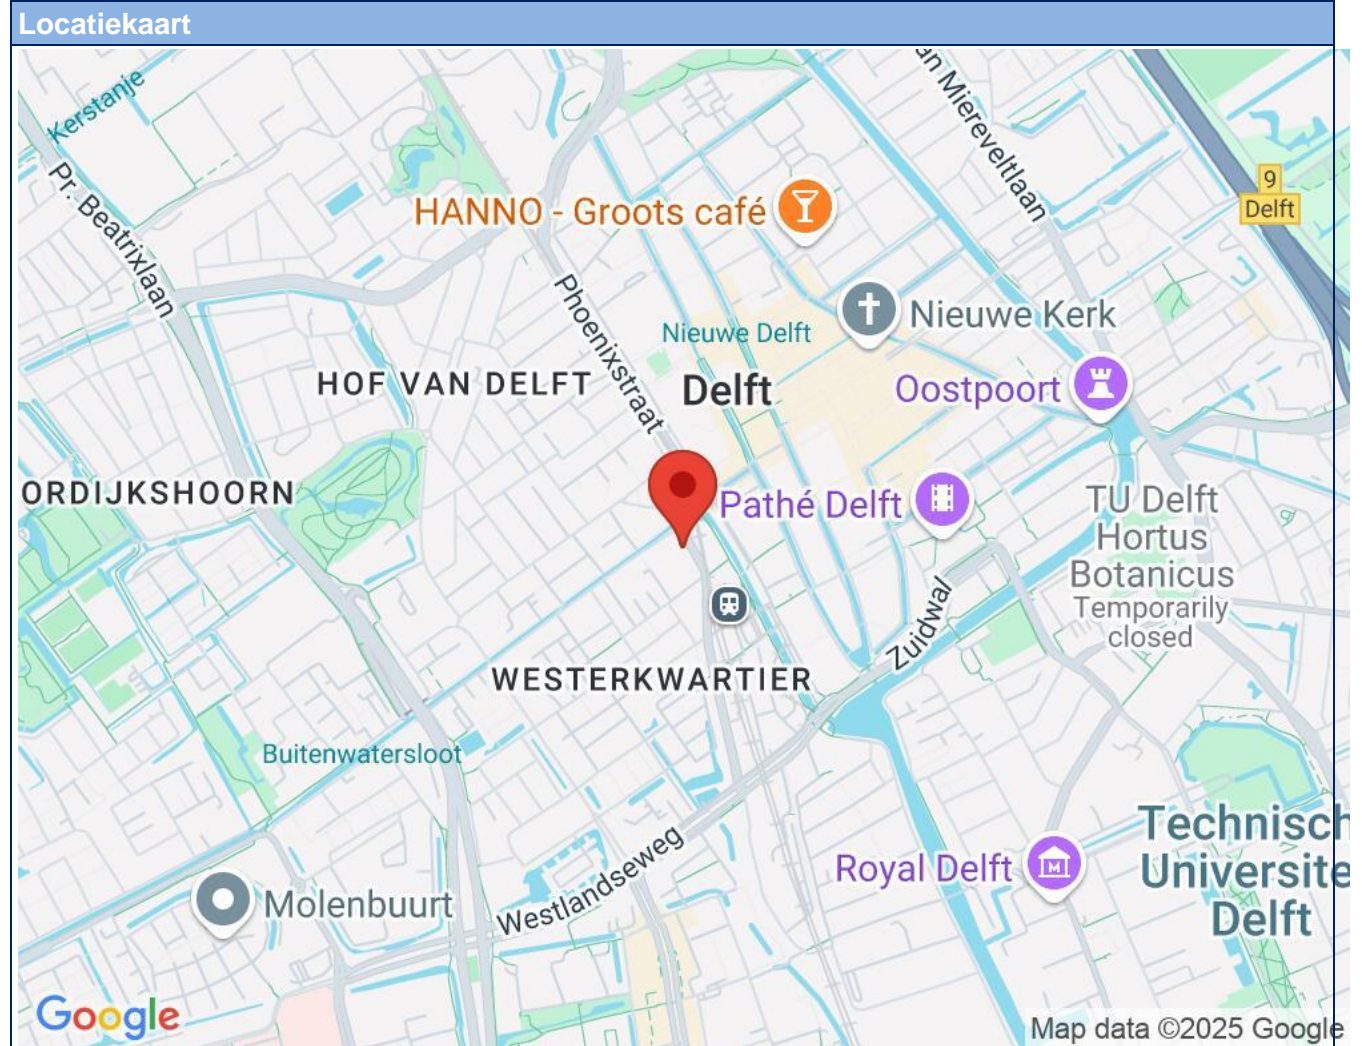 Locatiekaart
Kerstanje
an Miereveltlaan
Pr. Beatrixlaan
9
Delft
HANNO - Groots café
Phoenixstraat
Nieuwe Kerk
Nieuwe Delft
HOF VAN DELFT
Delft
Oostpoort
ORDIJKSHOORN
Pathé Delft
TU Delft
Hortus
Botanicus
Temporarily
closed
Zuidwal
WESTERKWARTIER
Buitenwatersloot
Westlandseweg
Technisch
Universite
Delft
Royal Delft
Molenbuurt
Google
Map data ©2025 Google